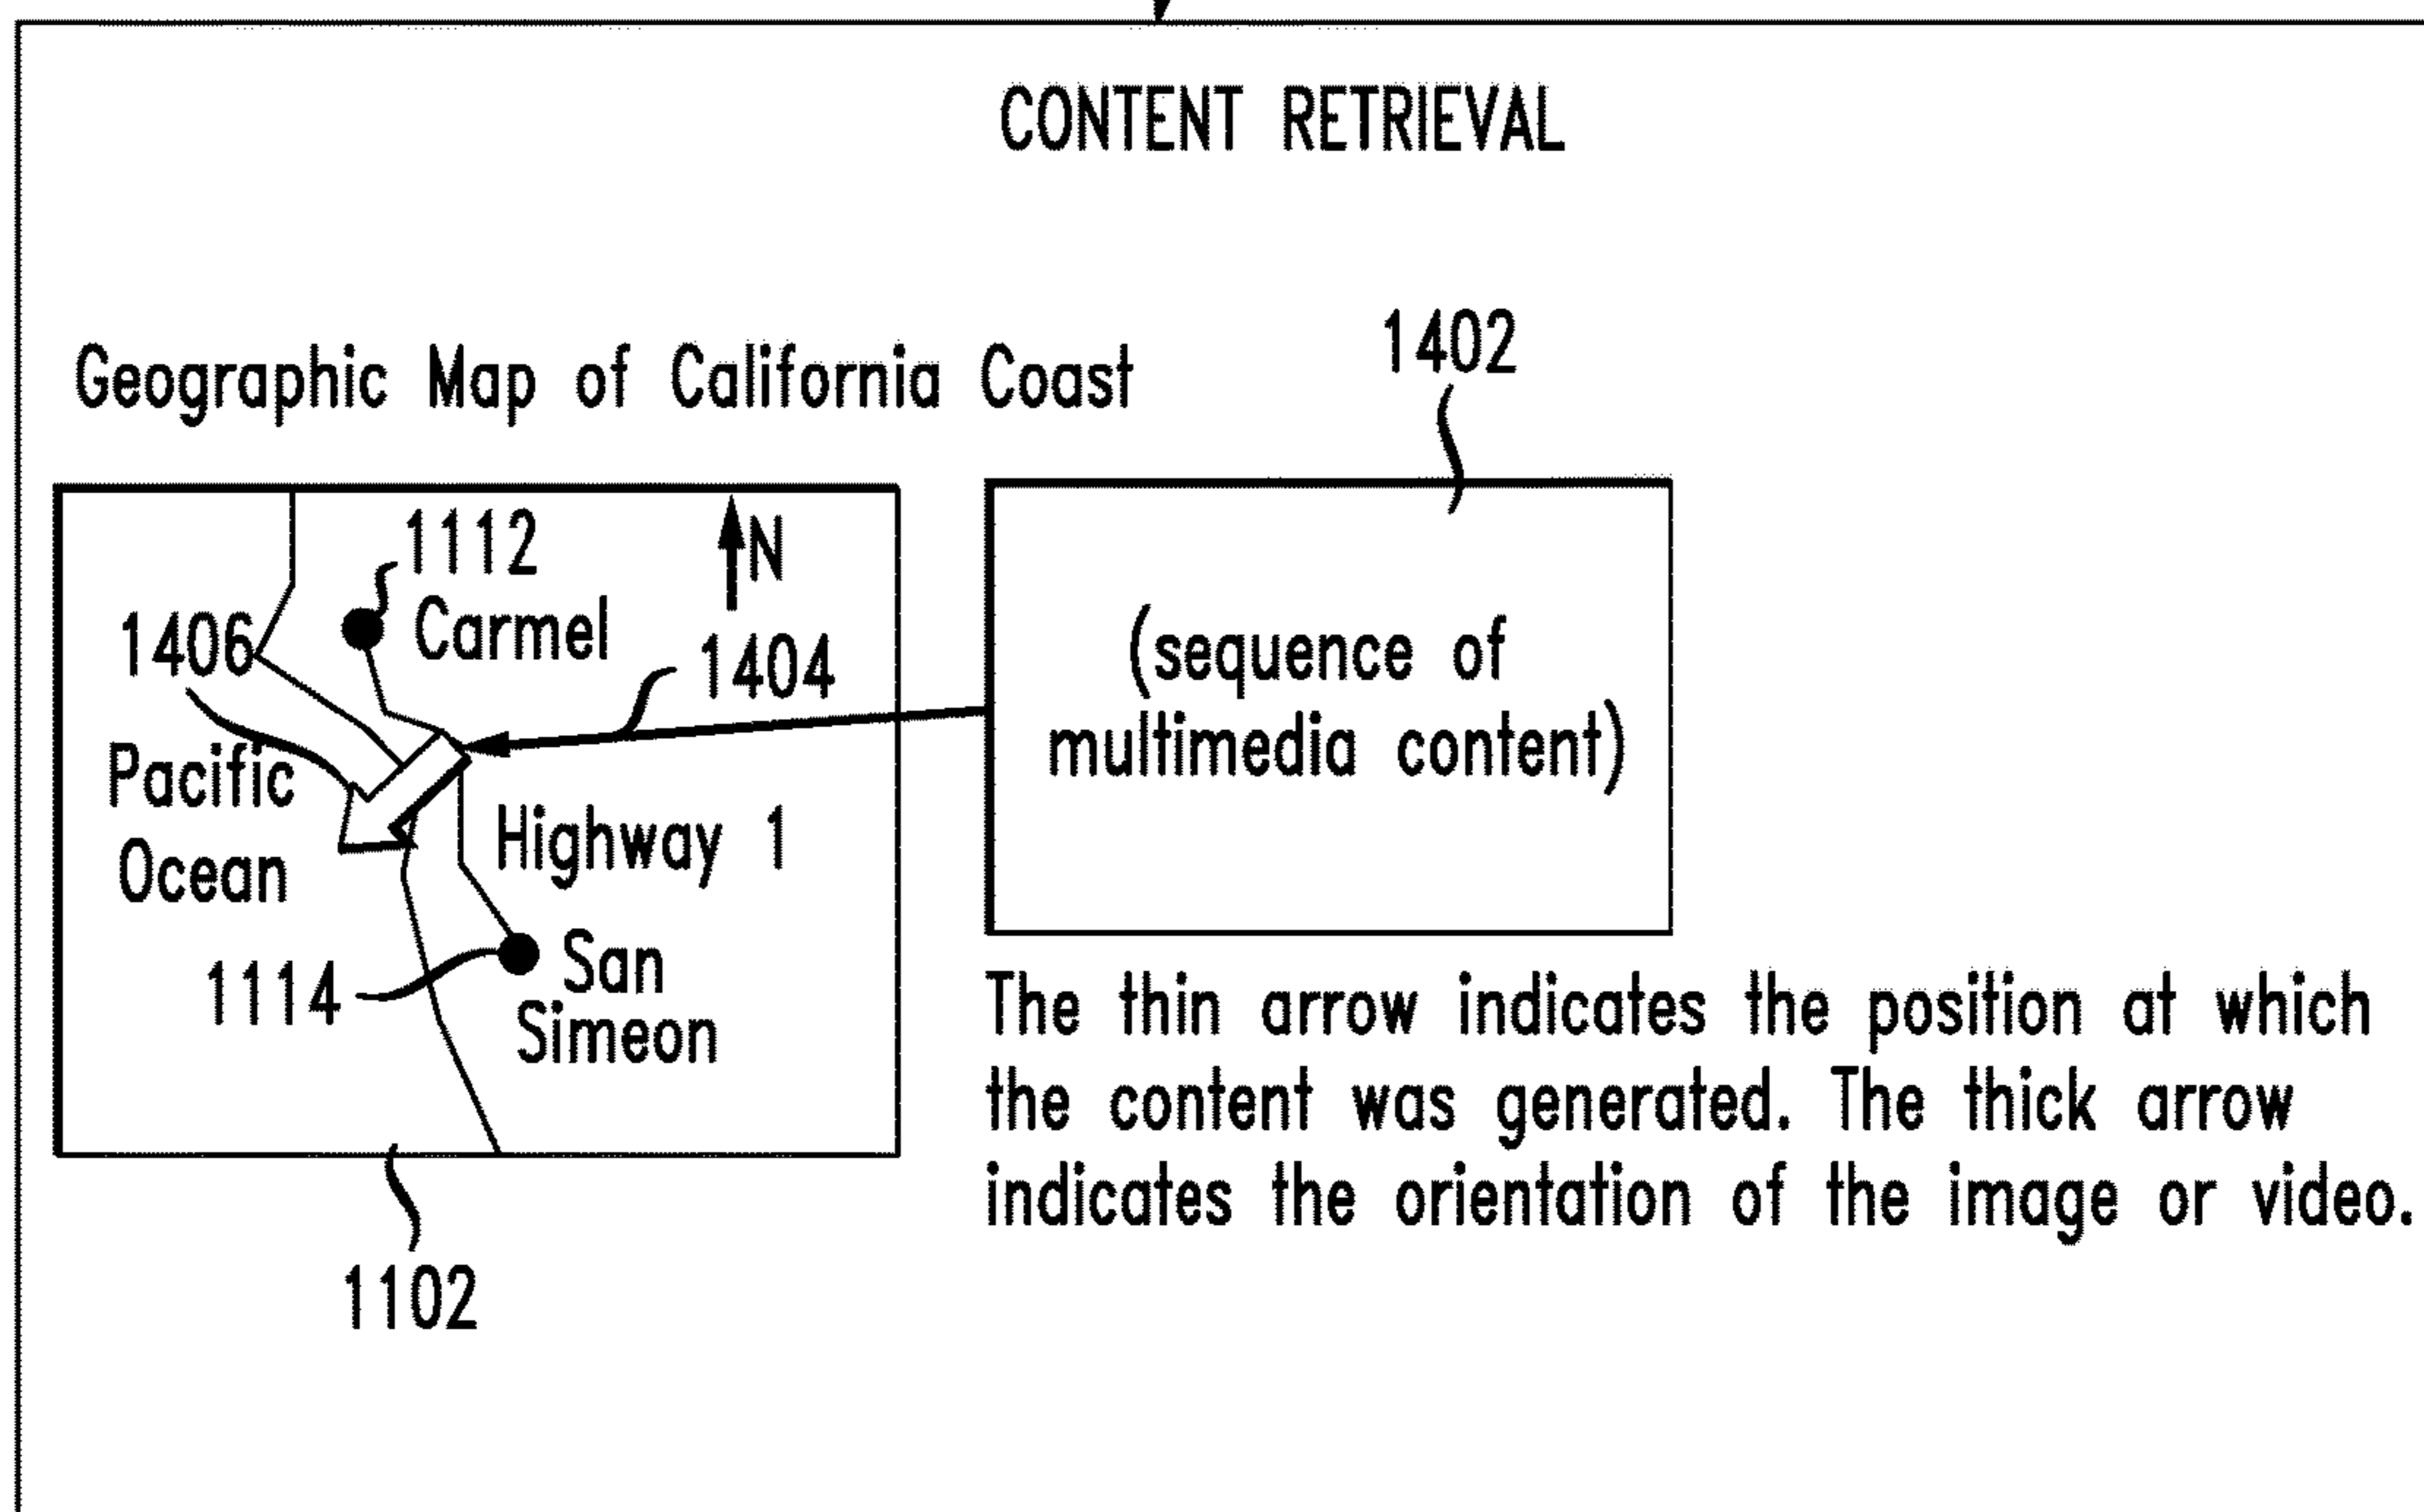 CONTENT RETRIEVAL
1402
Geographic Map of California Coast
1112
N
Carmel
1406
1404
(sequence of
multimedia content)
Pacific
Ocean
Highway 1
1114
San
Simeon
The thin arrow indicates the position at which
the content was generated. The thick arrow
indicates the orientation of the image or video.
1102